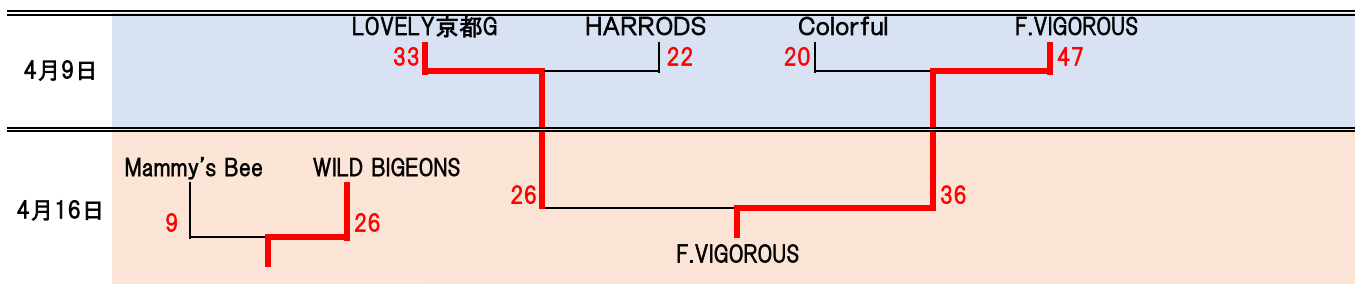 LOVELY京都G HARRODS Colorful F.VIGOROUS
4月9日 33 22 20 47
Mammy's Bee WILD BIGEONS
4月16日 9 26 26 36
F.VIGOROUS